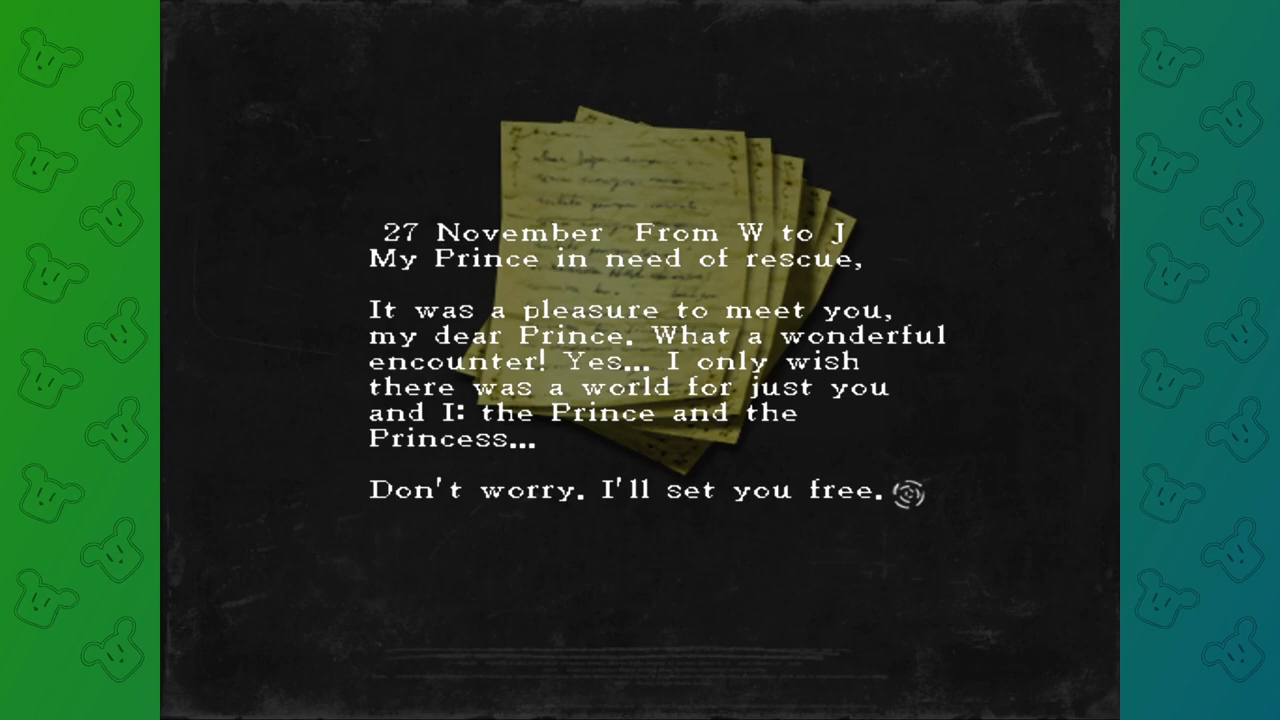 27 November From W to J
My Prince in need of rescue,
It was a pleasure to meet you,
my dear Prince. What a wonderful
encounter! Yes... I only wish
there was a world for just you
and I: the Prince and the
Princess...
Don't worry. I'll set you free.